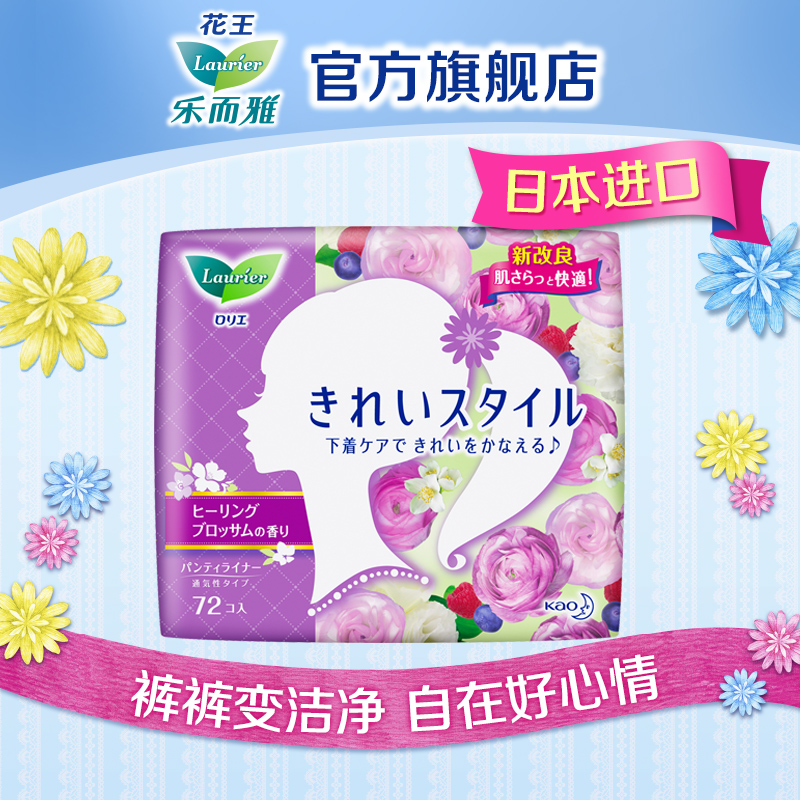 花王
Laurier
乐而雅
官方旗舰店
日本进口
Laurier
ロリエ
新改良
肌さらっと快適!
きれいスタイル
下着ケアで きれいをかなえる♪
ヒーリング
ブロッサムの香り
パンティライナー
通気性タイプ
72コ入
Kao
裤裤变洁净 自在好心情